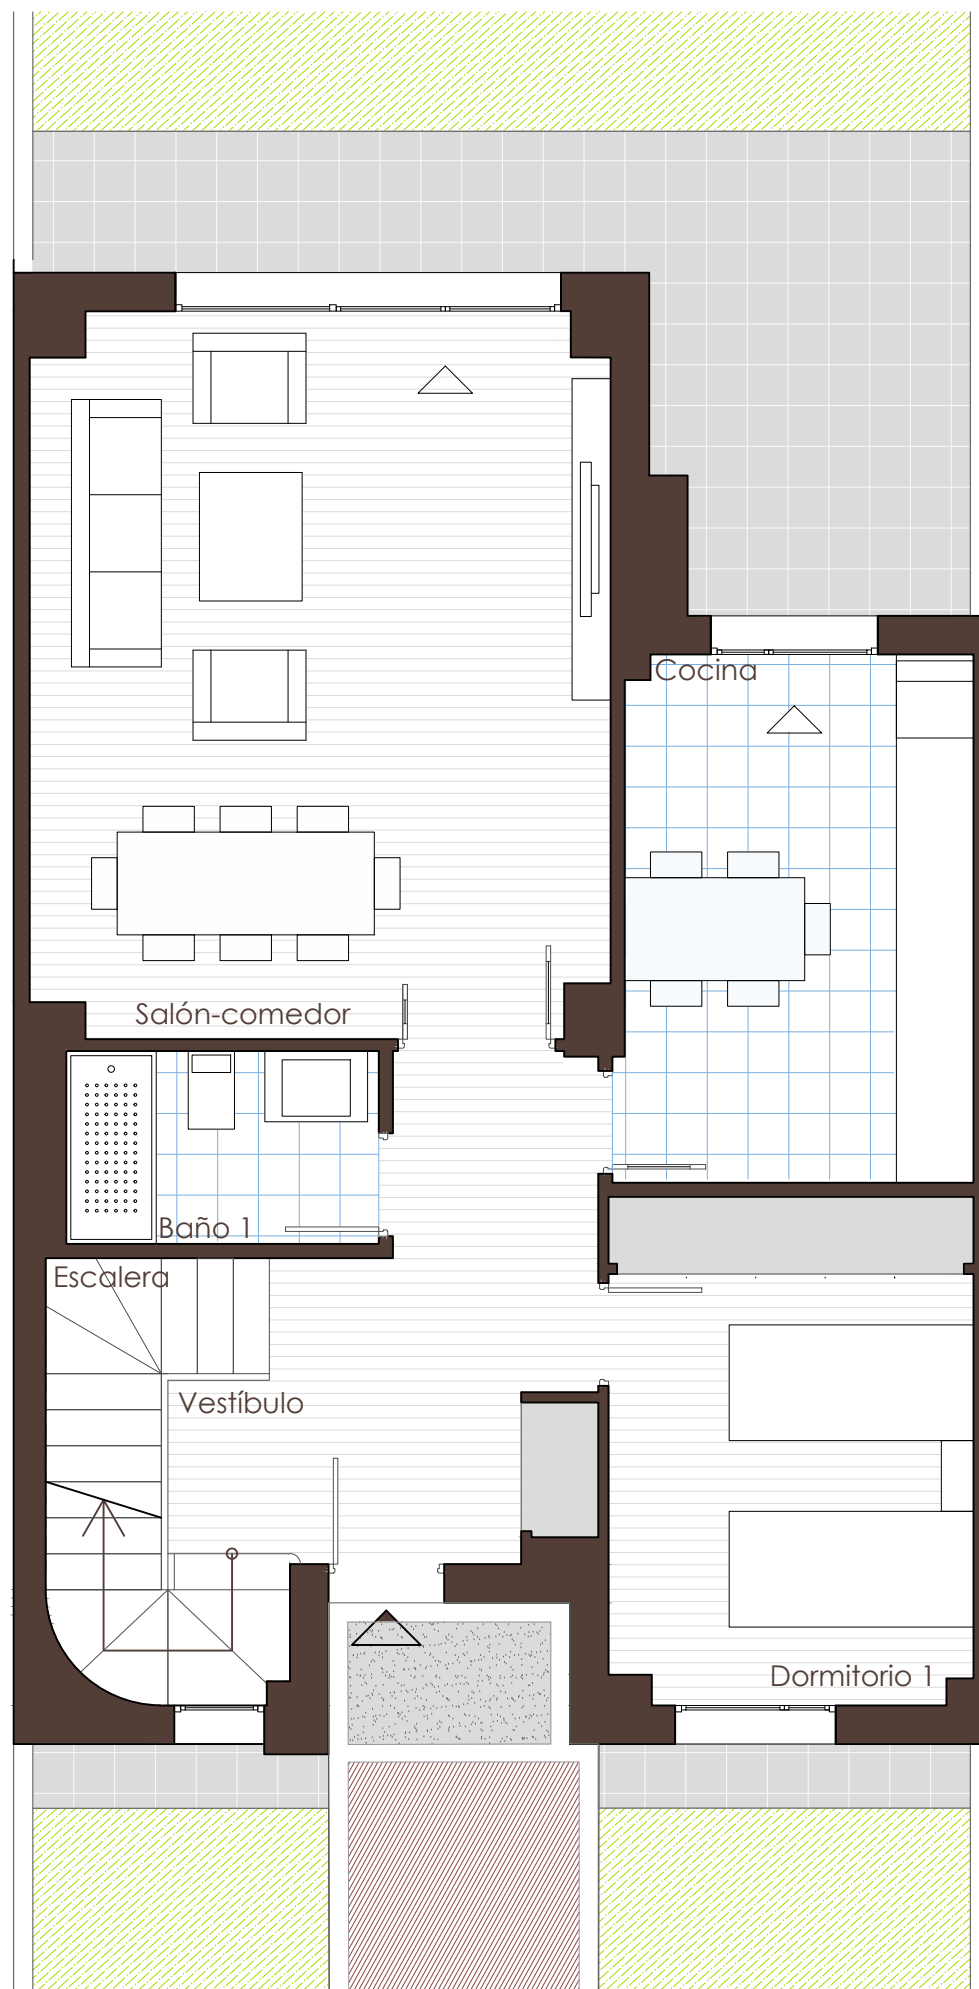 Cocina
Salón-comedor
Baño 1
Escalera
Vestíbulo
Dormitorio 1